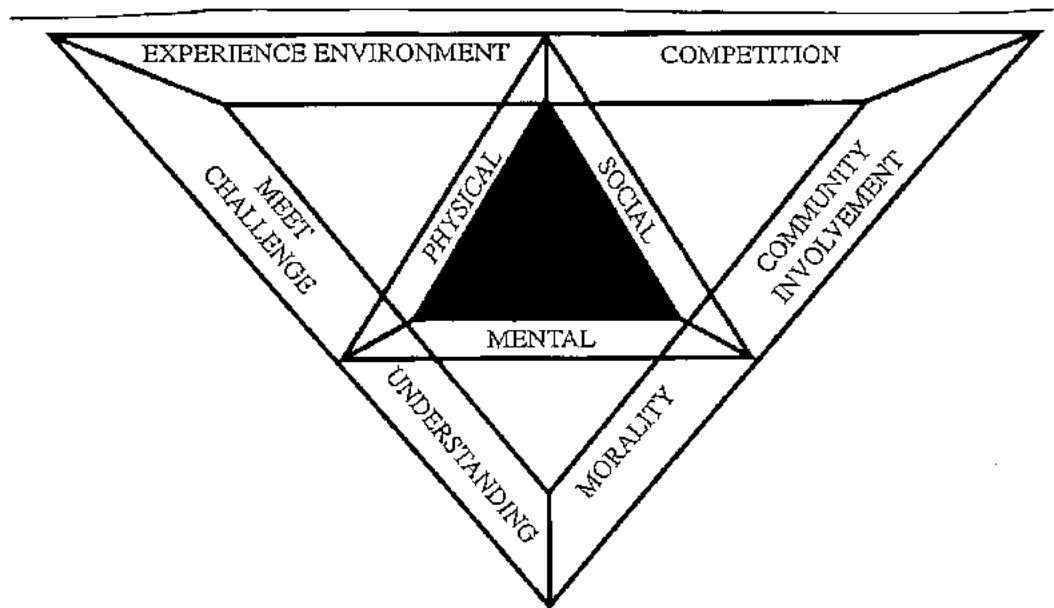 EXPERIENCE ENVIRONMENT
COMPETITION
MEET
CHALLENGE
PHYSICAL
SOCIAL
COMMUNITY
INVOLVEMENT
MENTAL
UNDERSTANDING
MORALITY